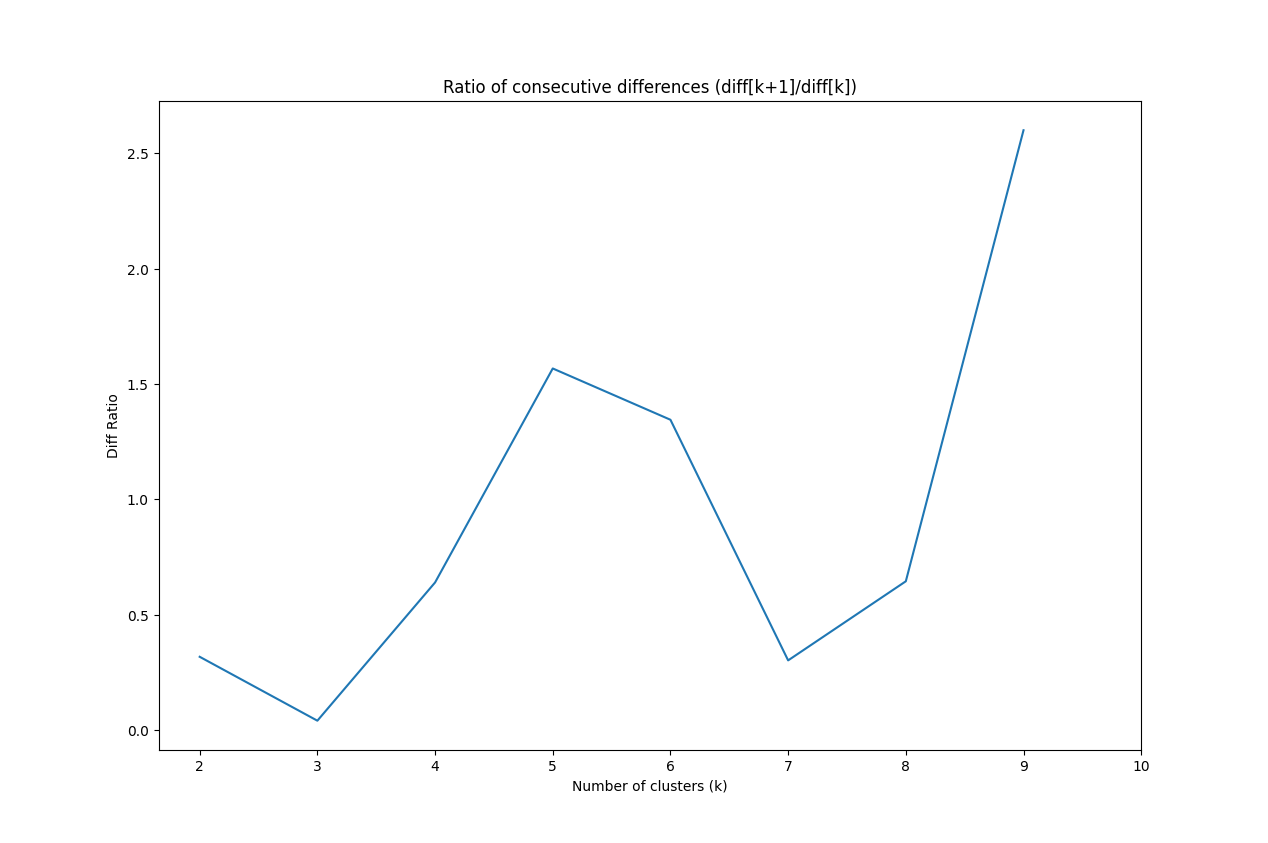 Ratio of consecutive differences (diff[k+1]/diff[k])
2.5
2.0
1.5
1.0
0.5
0.0
Diff Ratio
2 3 4 5 6 7 8 9 10
Number of clusters (k)